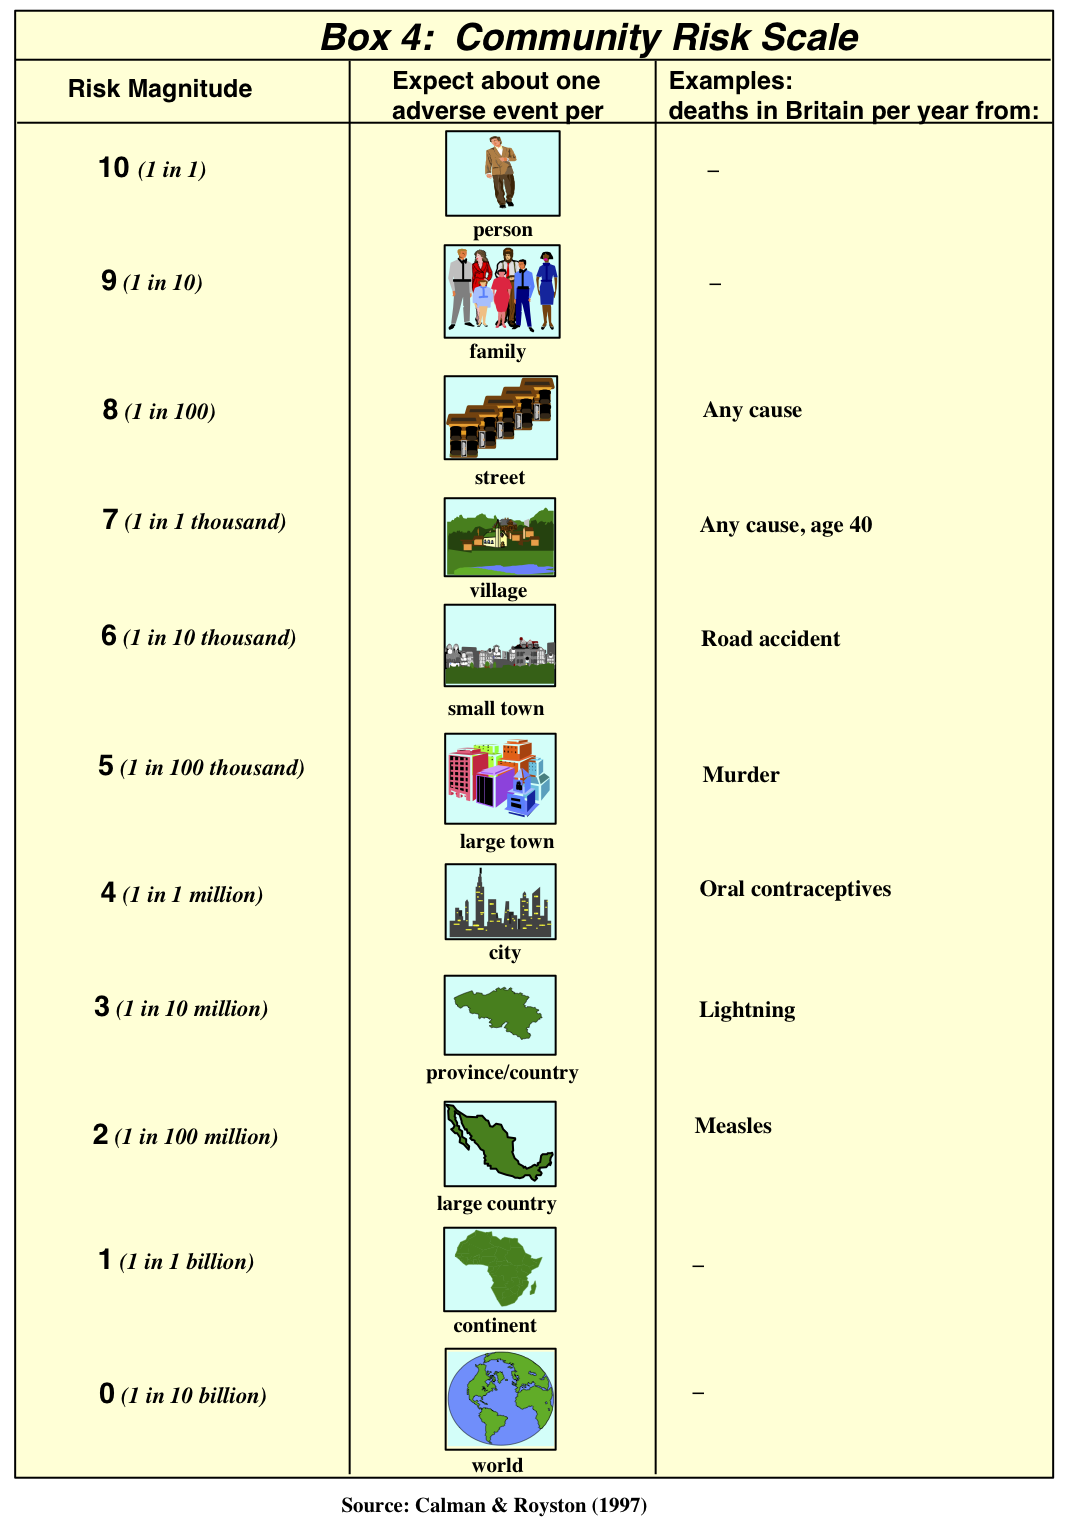 Box 4: Community Risk Scale
Risk Magnitude
Expect about one
adverse event per
Examples:
deaths in Britain per year from:
10 (1 in 1)
person
–
9 (1 in 10)
family
–
8 (1 in 100)
street
Any cause
7 (1 in 1 thousand)
village
Any cause, age 40
6 (1 in 10 thousand)
small town
Road accident
5 (1 in 100 thousand)
large town
Murder
4 (1 in 1 million)
city
Oral contraceptives
3 (1 in 10 million)
province/country
Lightning
2 (1 in 100 million)
large country
Measles
1 (1 in 1 billion)
continent
–
0 (1 in 10 billion)
world
–
Source: Calman & Royston (1997)